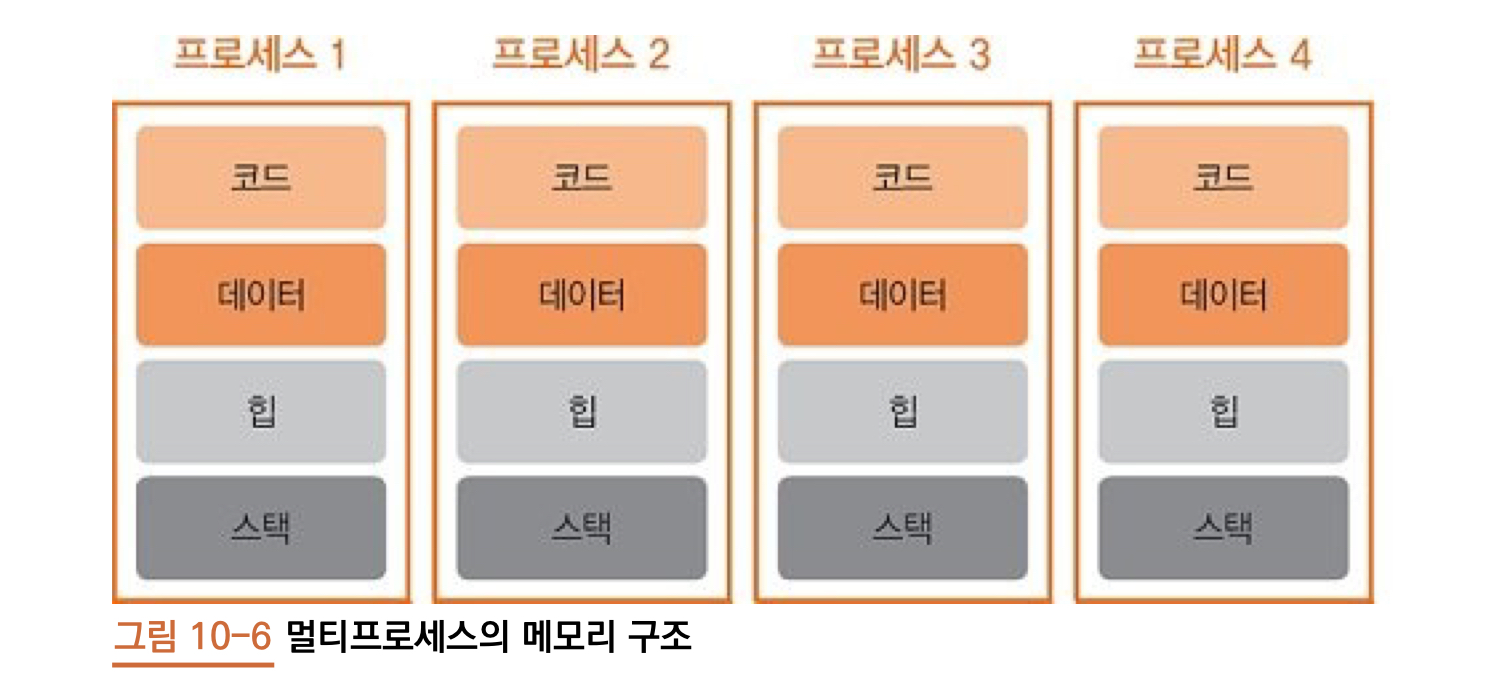 프로세스 1 프로세스 2 프로세스 3 프로세스 4
코드 코드 코드 코드
데이터 데이터 데이터 데이터
힙 힙 힙 힙
스택 스택 스택 스택
그림 10-6 멀티프로세스의 메모리 구조